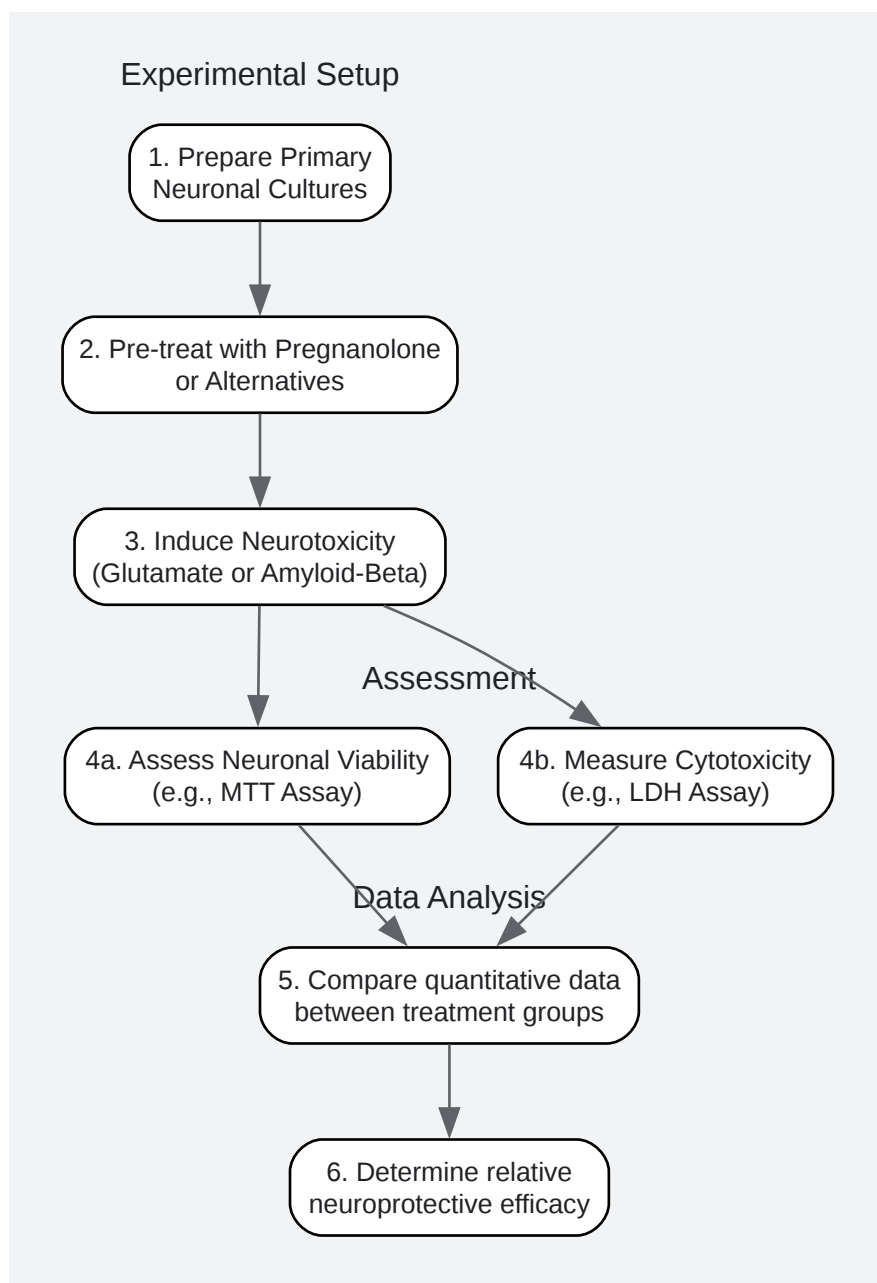 Experimental Setup
1. Prepare Primary
Neuronal Cultures
2. Pre-treat with Pregnanolone
or Alternatives
3. Induce Neurotoxicity
(Glutamate or Amyloid-Beta)
Assessment
4a. Assess Neuronal Viability
(e.g., MTT Assay)
4b. Measure Cytotoxicity
(e.g., LDH Assay)
Data Analysis
5. Compare quantitative data
between treatment groups
6. Determine relative
neuroprotective efficacy